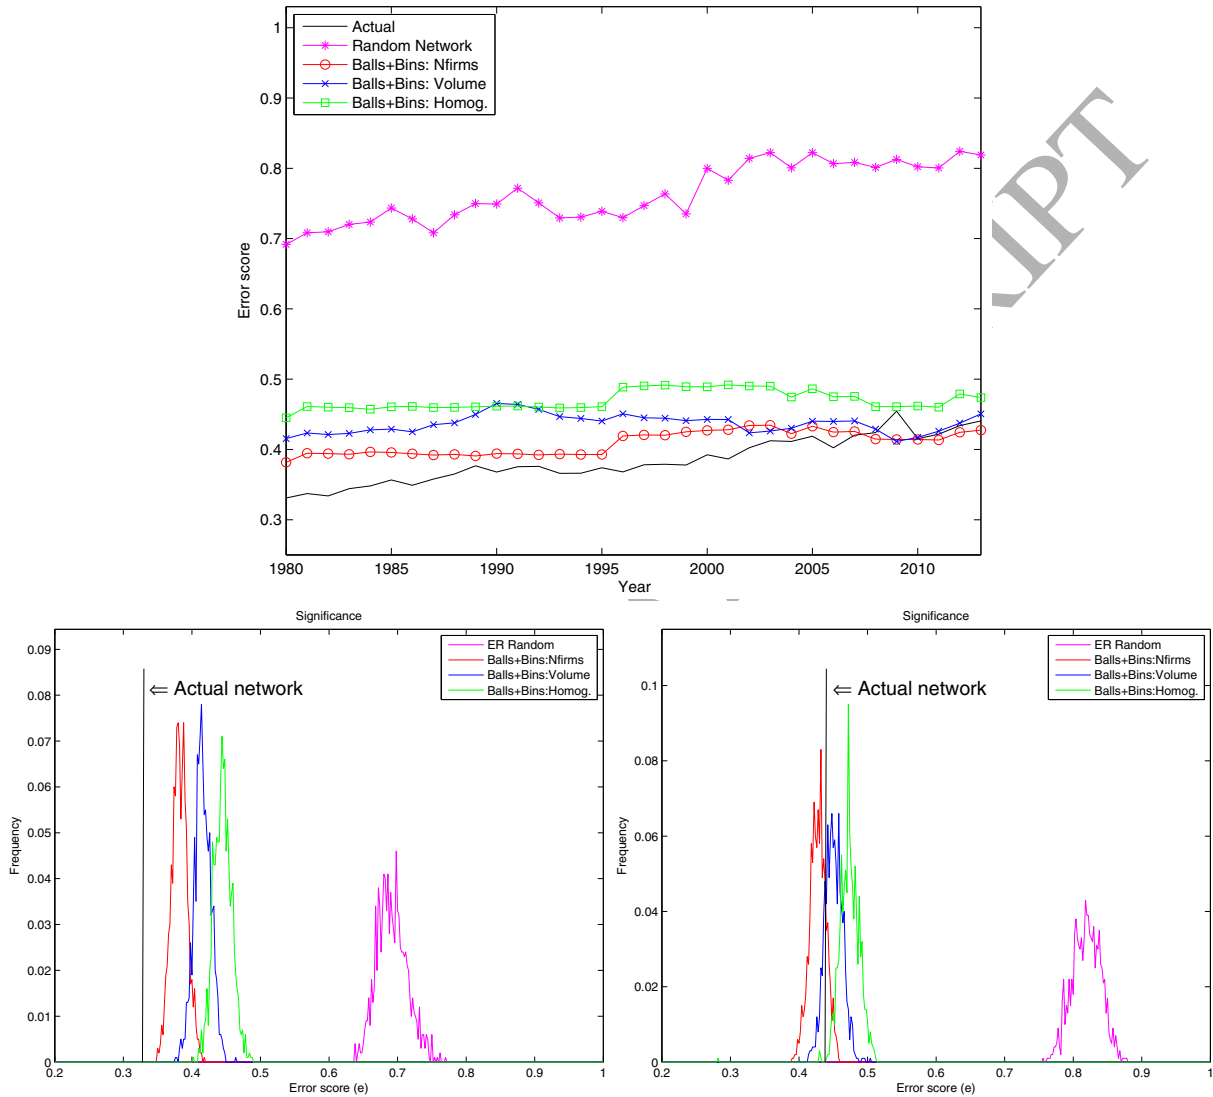 1
0.9
0.8
0.7
0.6
0.5
0.4
0.3
Error score
1980 1985 1990 1995 2000 2005 2010
Year
Actual
Random Network
Balls+Bins: Nfirms
Balls+Bins: Volume
Balls+Bins: Homog.
Significance
0.09
0.08
0.07
0.06
0.05
0.04
0.03
0.02
0.01
0
Frequency
0.2 0.3 0.4 0.5 0.6 0.7 0.8 0.9 1
Error score (e)
⇐ Actual network
ER Random
Balls+Bins:Nfirms
Balls+Bins:Volume
Balls+Bins:Homog.
Significance
0.1
0.08
0.06
0.04
0.02
0
Frequency
0.2 0.3 0.4 0.5 0.6 0.7 0.8 0.9 1
Error score (e)
⇐ Actual network
ER Random
Balls+Bins:Nfirms
Balls+Bins:Volume
Balls+Bins:Homog.